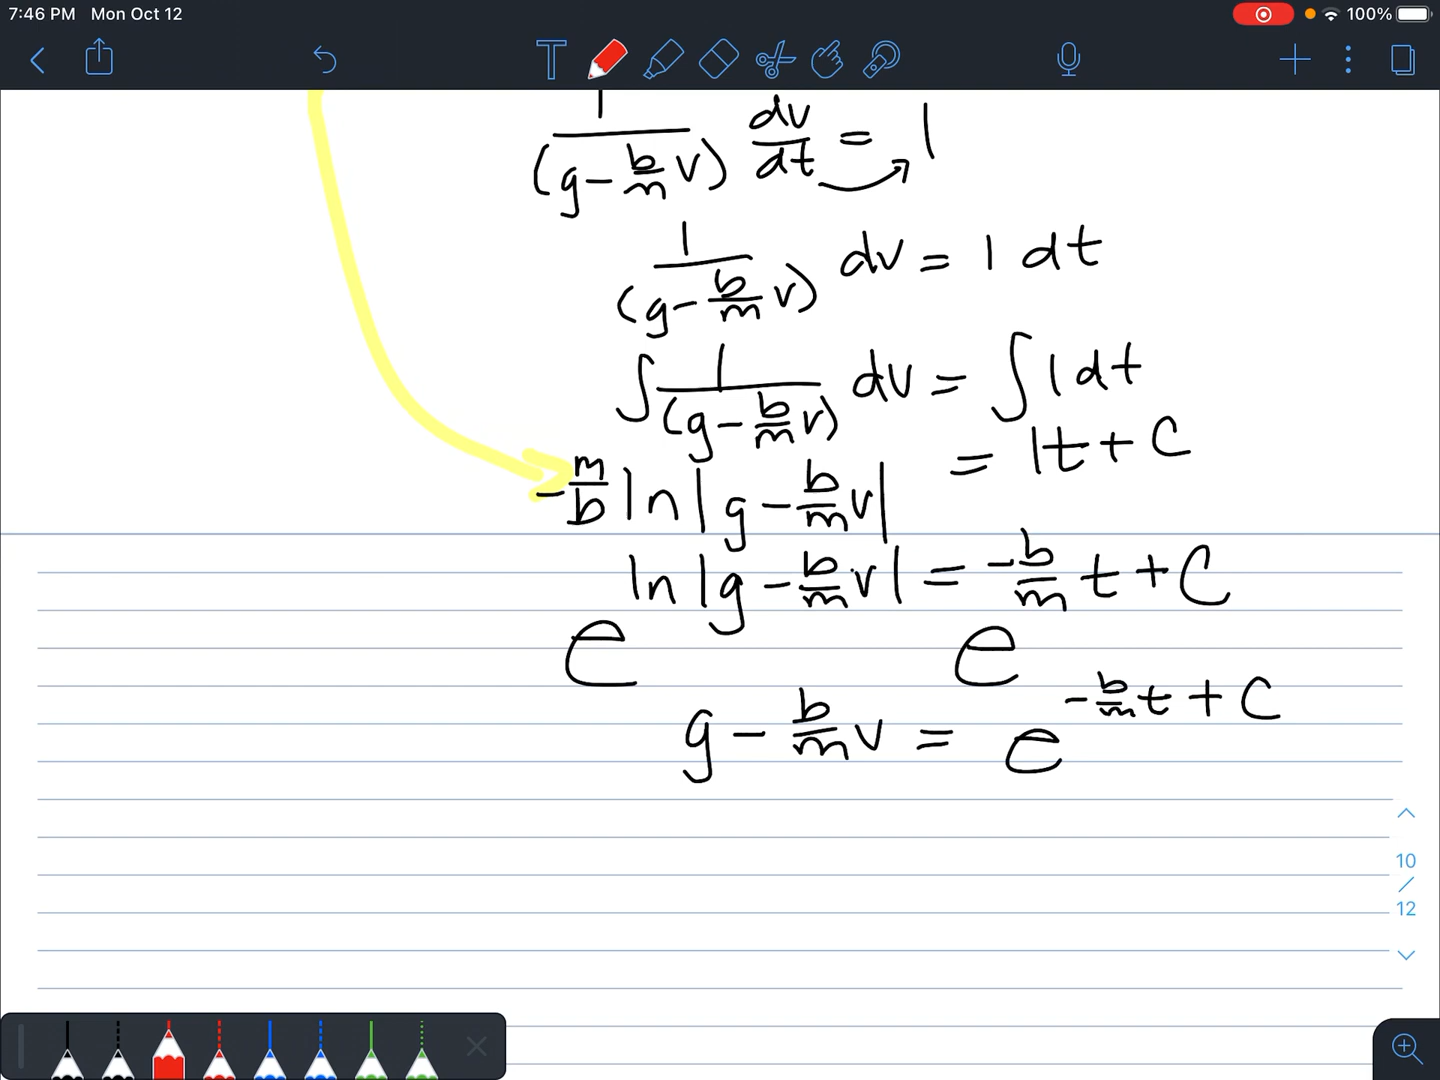 7:46 PM Mon Oct 12 100%
T
1/(g - b/m v) dv/dt = 1
1/(g - b/m v) dv = 1 dt
∫ 1/(g - b/m v) dv = ∫ 1 dt
= 1t + C
- m/b ln|g - b/m v|
ln|g - b/m v| = - b/m t + C
e e
g - b/m v = e^(- b/m t + C)
10
/
12